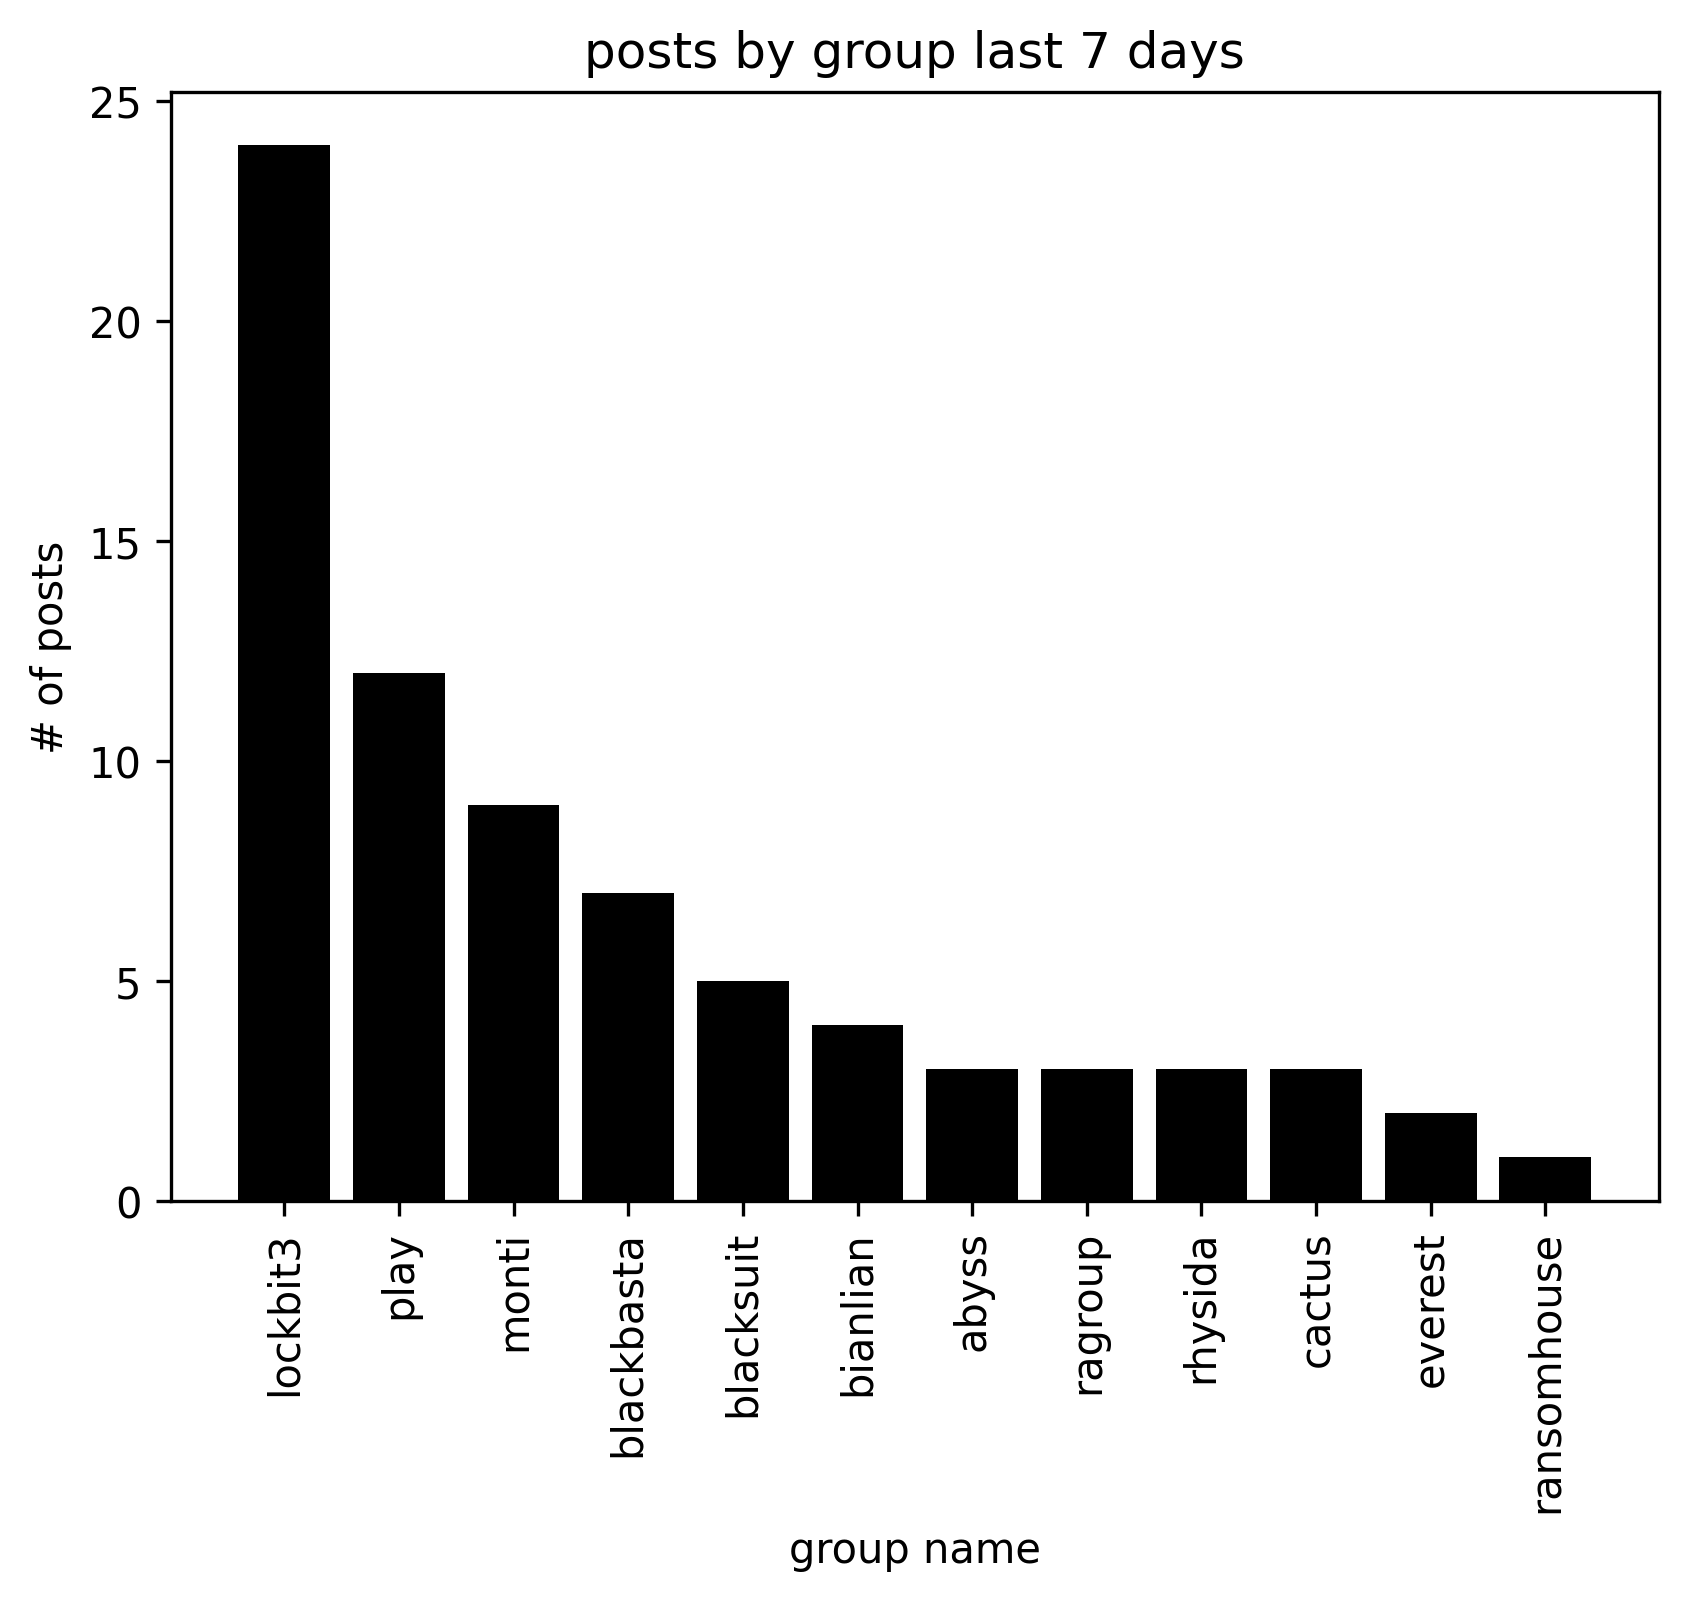 posts by group last 7 days
25
20
15
10
5
0
# of posts
lockbit3
play
monti
blackbasta
blacksuit
bianlian
abyss
ragroup
rhysida
cactus
everest
ransomhouse
group name